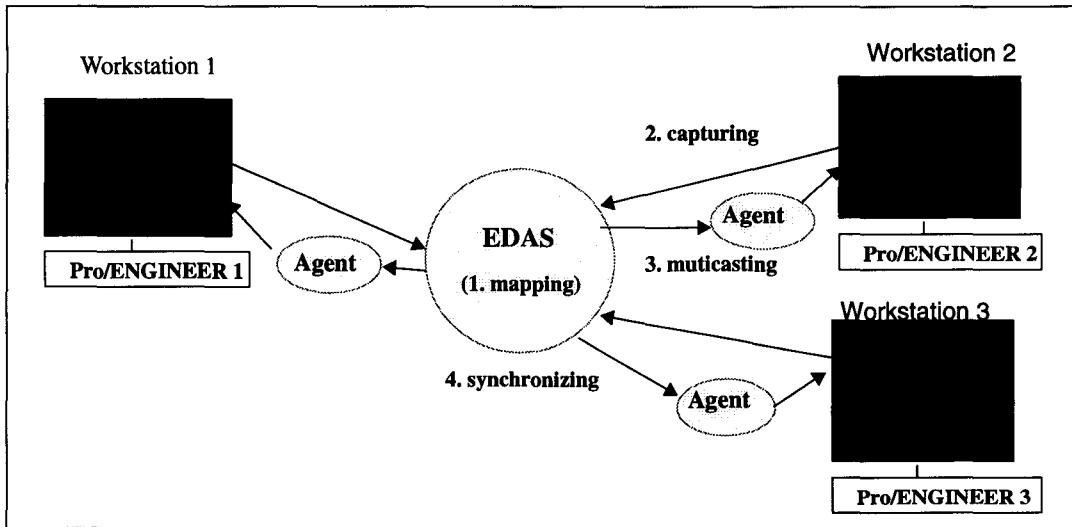 Workstation 1
Workstation 2
2. capturing
Agent
EDAS
Pro/ENGINEER 2
Agent
Pro/ENGINEER 1
3. muticasting
(1. mapping)
Workstation 3
4. synchronizing
Agent
Pro/ENGINEER 3